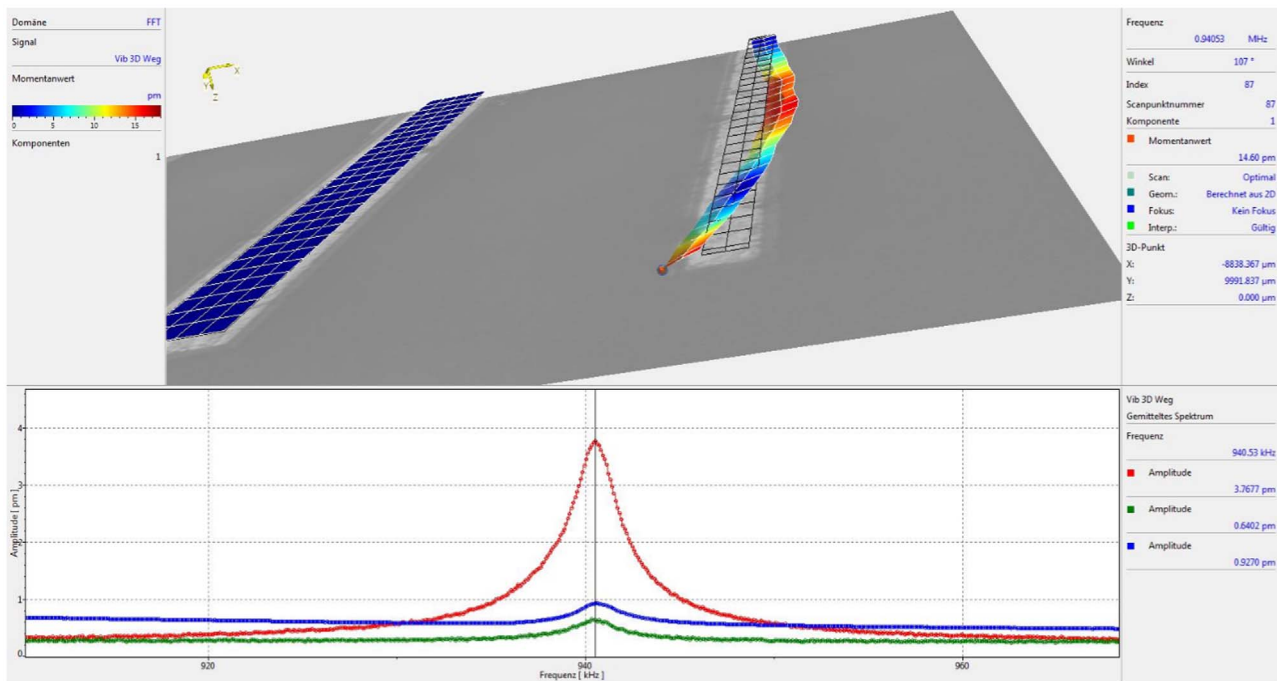 Domäne
FFT
Signal
Vib 3D Weg
Momentanwert
pm
0 5 10 15
Komponenten
1
X
Y
Z
Frequenz
0.94053 MHz
Winkel
107 °
Index
87
Scanpunktnummer
87
Komponente
1
Momentanwert
14.60 pm
Scan: Optimal
Geom.: Berechnet aus 2D
Fokus: Kein Fokus
Interp.: Gültig
3D-Punkt
X: -8838.367 µm
Y: 9991.837 µm
Z: 0.000 µm
4
3
2
1
0
Amplitude [ pm ]
920 940 960
Frequenz [ kHz ]
Vib 3D Weg
Gemitteltes Spektrum
Frequenz
940.53 kHz
Amplitude
3.7677 pm
Amplitude
0.6402 pm
Amplitude
0.9270 pm